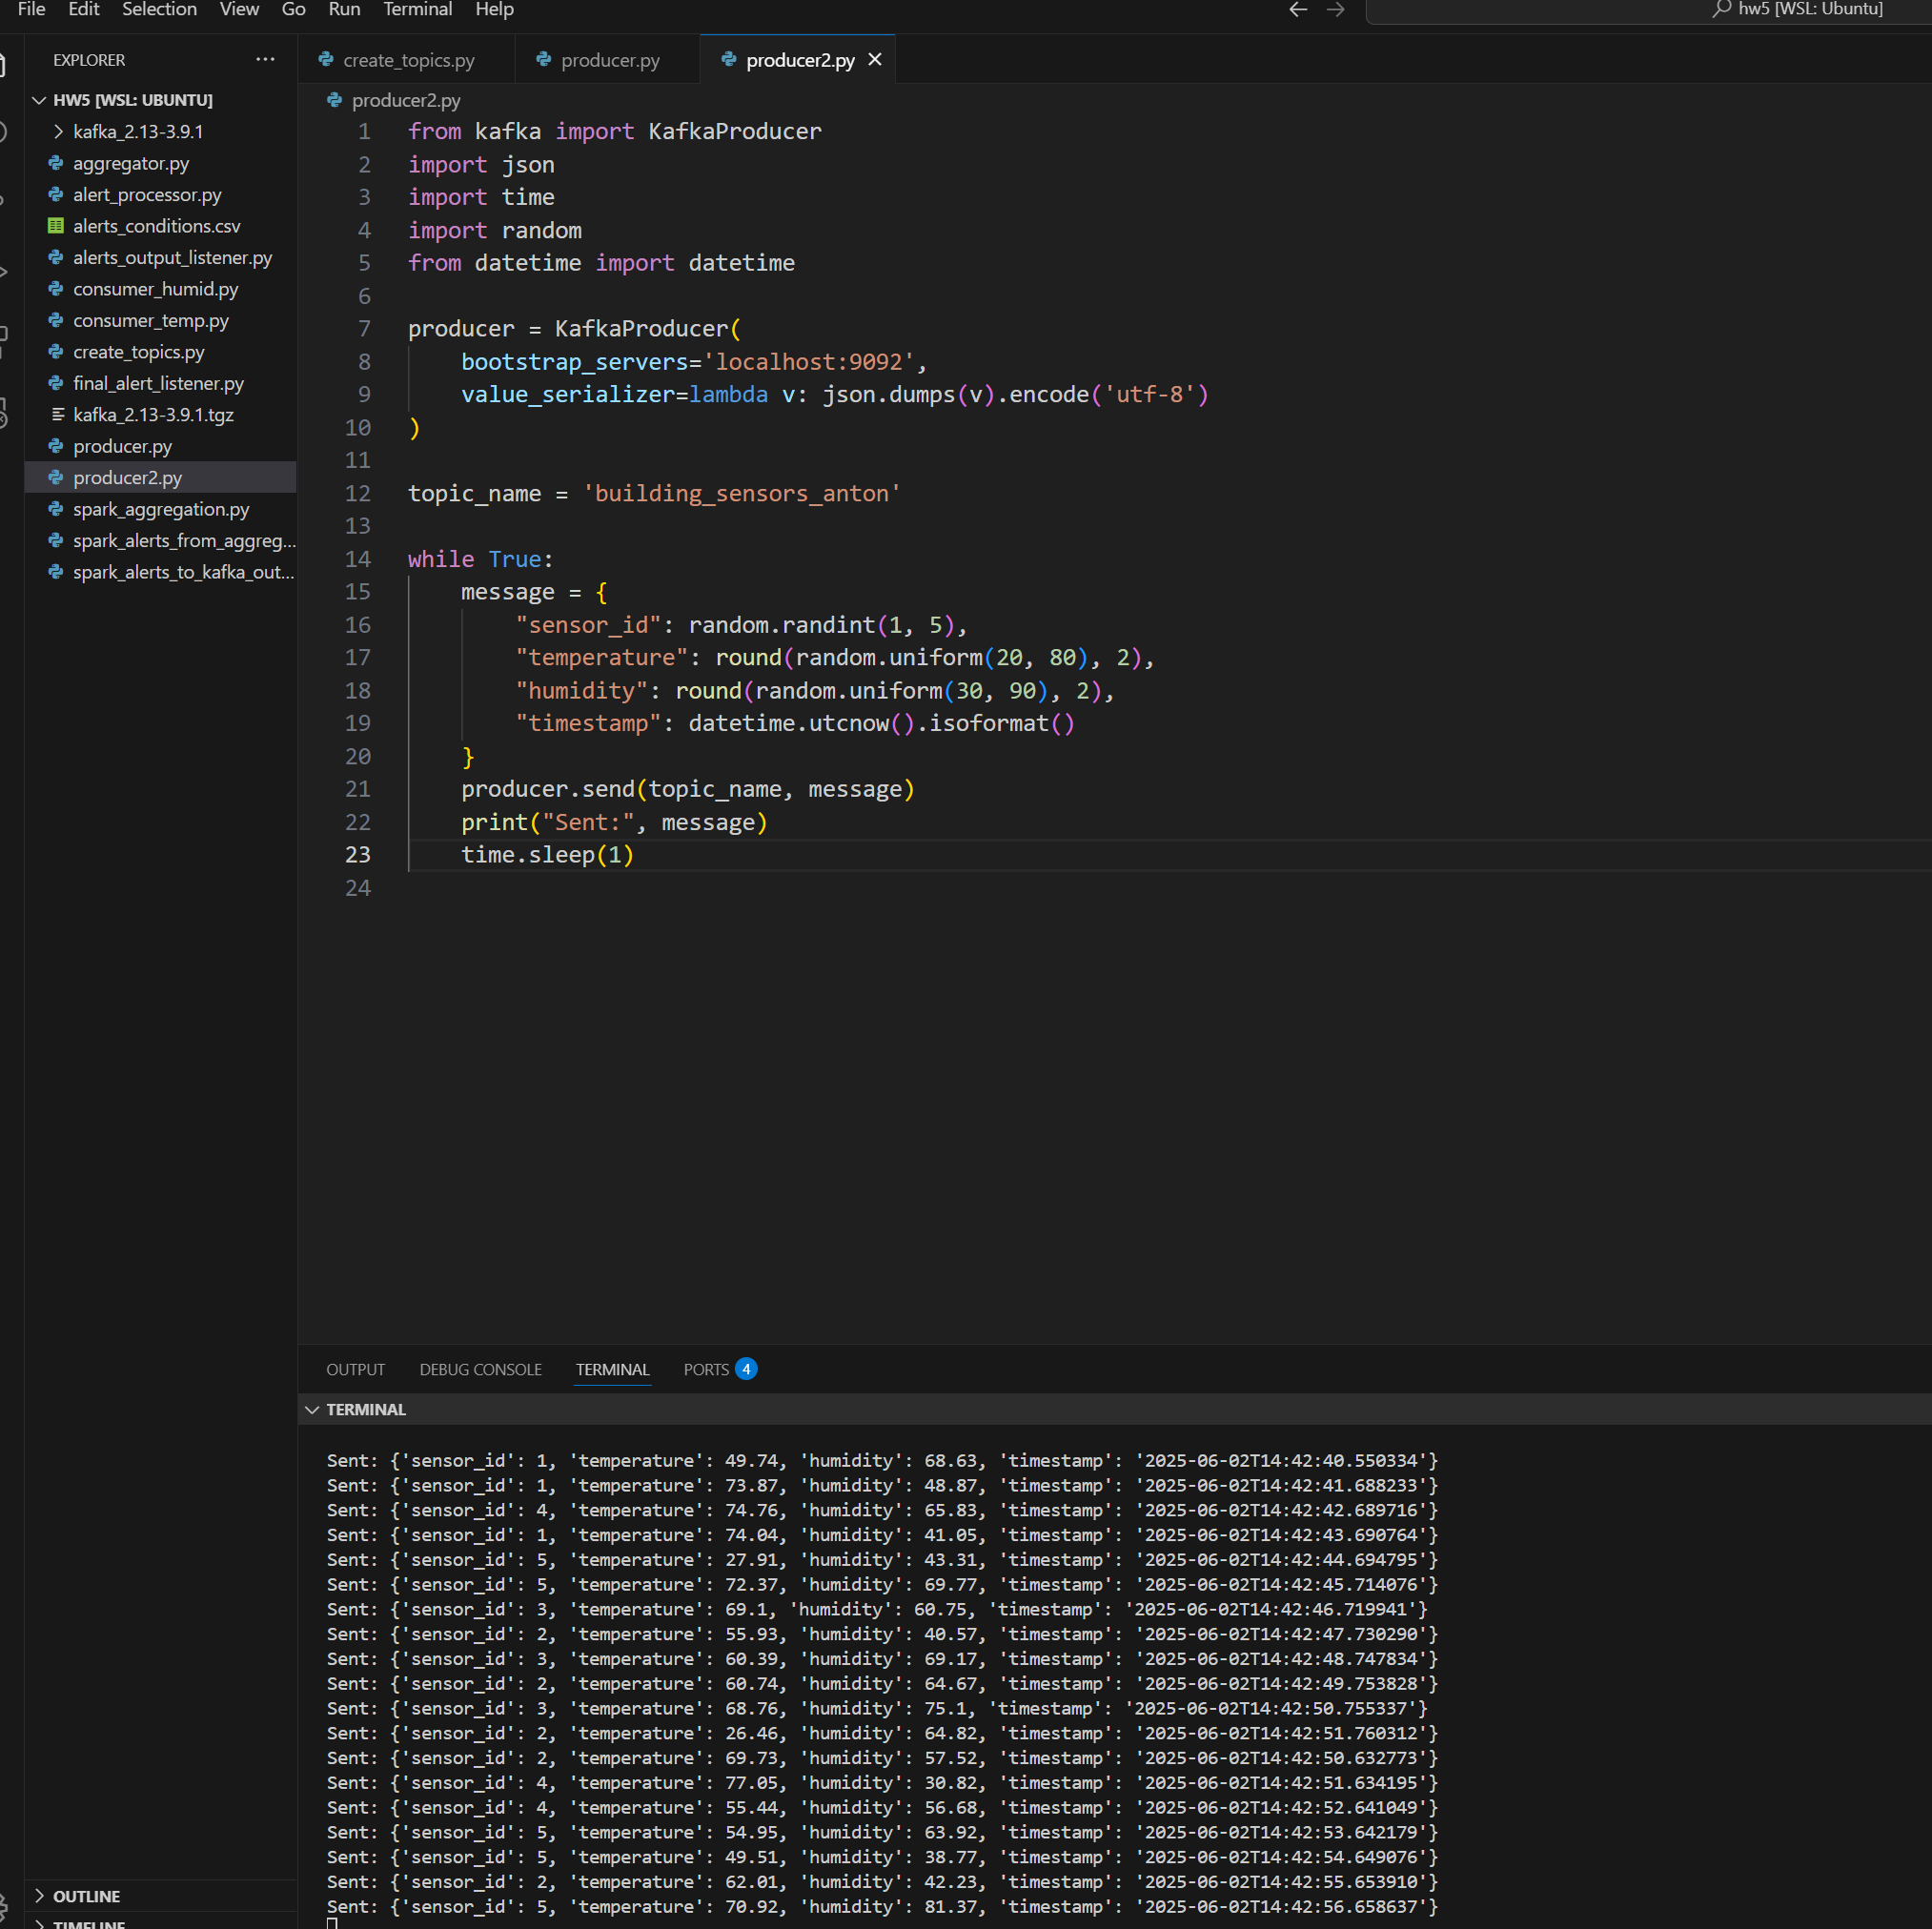 File Edit Selection View Go Run Terminal Help
hw5 [WSL: Ubuntu]
EXPLORER ...
create_topics.py producer.py producer2.py
HW5 [WSL: UBUNTU]
kafka_2.13-3.9.1
aggregator.py
alert_processor.py
alerts_conditions.csv
alerts_output_listener.py
consumer_humid.py
consumer_temp.py
create_topics.py
final_alert_listener.py
kafka_2.13-3.9.1.tgz
producer.py
producer2.py
spark_aggregation.py
spark_alerts_from_aggreg...
spark_alerts_to_kafka_out...
OUTLINE
TIMELINE
producer2.py
1 from kafka import KafkaProducer
2 import json
3 import time
4 import random
5 from datetime import datetime
6
7 producer = KafkaProducer(
8 bootstrap_servers='localhost:9092',
9 value_serializer=lambda v: json.dumps(v).encode('utf-8')
10 )
11
12 topic_name = 'building_sensors_anton'
13
14 while True:
15 message = {
16 "sensor_id": random.randint(1, 5),
17 "temperature": round(random.uniform(20, 80), 2),
18 "humidity": round(random.uniform(30, 90), 2),
19 "timestamp": datetime.utcnow().isoformat()
20 }
21 producer.send(topic_name, message)
22 print("Sent:", message)
23 time.sleep(1)
24
OUTPUT DEBUG CONSOLE TERMINAL PORTS 4
TERMINAL
Sent: {'sensor_id': 1, 'temperature': 49.74, 'humidity': 68.63, 'timestamp': '2025-06-02T14:42:40.550334'}
Sent: {'sensor_id': 1, 'temperature': 73.87, 'humidity': 48.87, 'timestamp': '2025-06-02T14:42:41.688233'}
Sent: {'sensor_id': 4, 'temperature': 74.76, 'humidity': 65.83, 'timestamp': '2025-06-02T14:42:42.689716'}
Sent: {'sensor_id': 1, 'temperature': 74.04, 'humidity': 41.05, 'timestamp': '2025-06-02T14:42:43.690764'}
Sent: {'sensor_id': 5, 'temperature': 27.91, 'humidity': 43.31, 'timestamp': '2025-06-02T14:42:44.694795'}
Sent: {'sensor_id': 5, 'temperature': 72.37, 'humidity': 69.77, 'timestamp': '2025-06-02T14:42:45.714076'}
Sent: {'sensor_id': 3, 'temperature': 69.1, 'humidity': 60.75, 'timestamp': '2025-06-02T14:42:46.719941'}
Sent: {'sensor_id': 2, 'temperature': 55.93, 'humidity': 40.57, 'timestamp': '2025-06-02T14:42:47.730290'}
Sent: {'sensor_id': 3, 'temperature': 60.39, 'humidity': 69.17, 'timestamp': '2025-06-02T14:42:48.747834'}
Sent: {'sensor_id': 2, 'temperature': 60.74, 'humidity': 64.67, 'timestamp': '2025-06-02T14:42:49.753828'}
Sent: {'sensor_id': 3, 'temperature': 68.76, 'humidity': 75.1, 'timestamp': '2025-06-02T14:42:50.755337'}
Sent: {'sensor_id': 2, 'temperature': 26.46, 'humidity': 64.82, 'timestamp': '2025-06-02T14:42:51.760312'}
Sent: {'sensor_id': 2, 'temperature': 69.73, 'humidity': 57.52, 'timestamp': '2025-06-02T14:42:50.632773'}
Sent: {'sensor_id': 4, 'temperature': 77.05, 'humidity': 30.82, 'timestamp': '2025-06-02T14:42:51.634195'}
Sent: {'sensor_id': 4, 'temperature': 55.44, 'humidity': 56.68, 'timestamp': '2025-06-02T14:42:52.641049'}
Sent: {'sensor_id': 5, 'temperature': 54.95, 'humidity': 63.92, 'timestamp': '2025-06-02T14:42:53.642179'}
Sent: {'sensor_id': 5, 'temperature': 49.51, 'humidity': 38.77, 'timestamp': '2025-06-02T14:42:54.649076'}
Sent: {'sensor_id': 2, 'temperature': 62.01, 'humidity': 42.23, 'timestamp': '2025-06-02T14:42:55.653910'}
Sent: {'sensor_id': 5, 'temperature': 70.92, 'humidity': 81.37, 'timestamp': '2025-06-02T14:42:56.658637'}